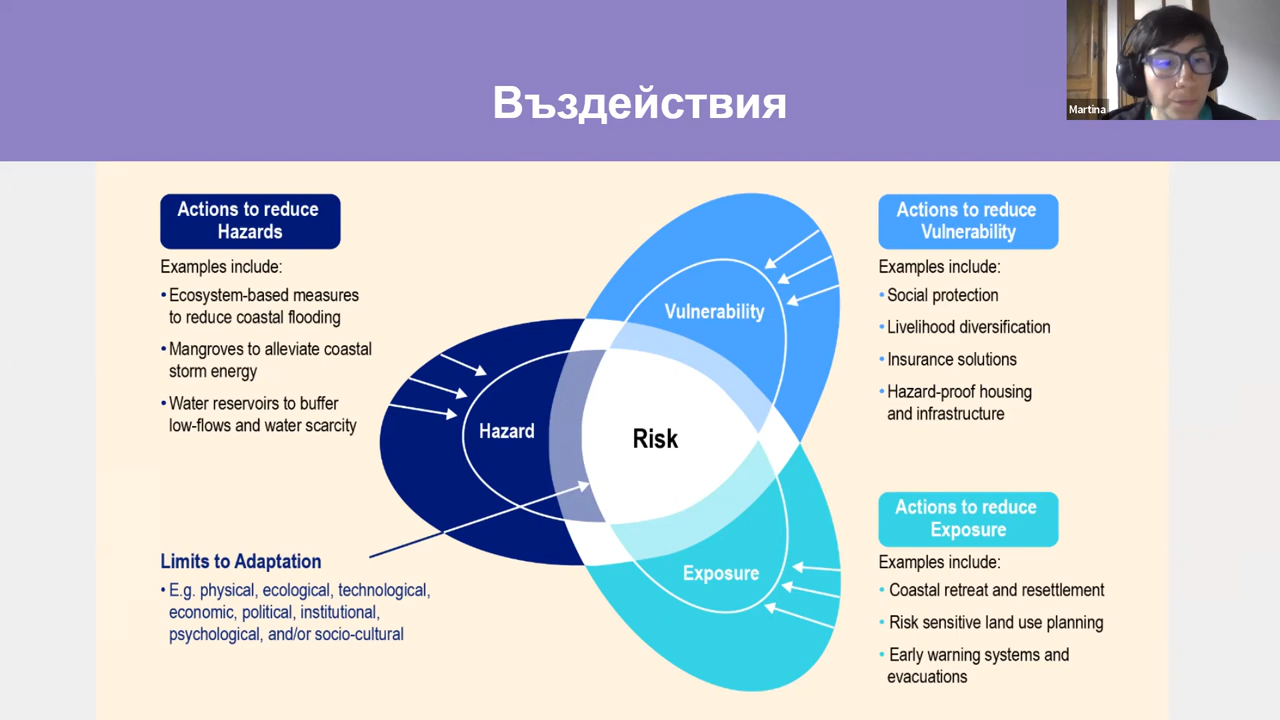 Въздействия
Martina
Actions to reduce
Hazards
Examples include:
• Ecosystem-based measures
to reduce coastal flooding
• Mangroves to alleviate coastal
storm energy
• Water reservoirs to buffer
low-flows and water scarcity
Limits to Adaptation
• E.g. physical, ecological, technological,
economic, political, institutional,
psychological, and/or socio-cultural
Vulnerability
Hazard
Risk
Exposure
Actions to reduce
Vulnerability
Examples include:
• Social protection
• Livelihood diversification
• Insurance solutions
• Hazard-proof housing
and infrastructure
Actions to reduce
Exposure
Examples include:
• Coastal retreat and resettlement
• Risk sensitive land use planning
• Early warning systems and
evacuations